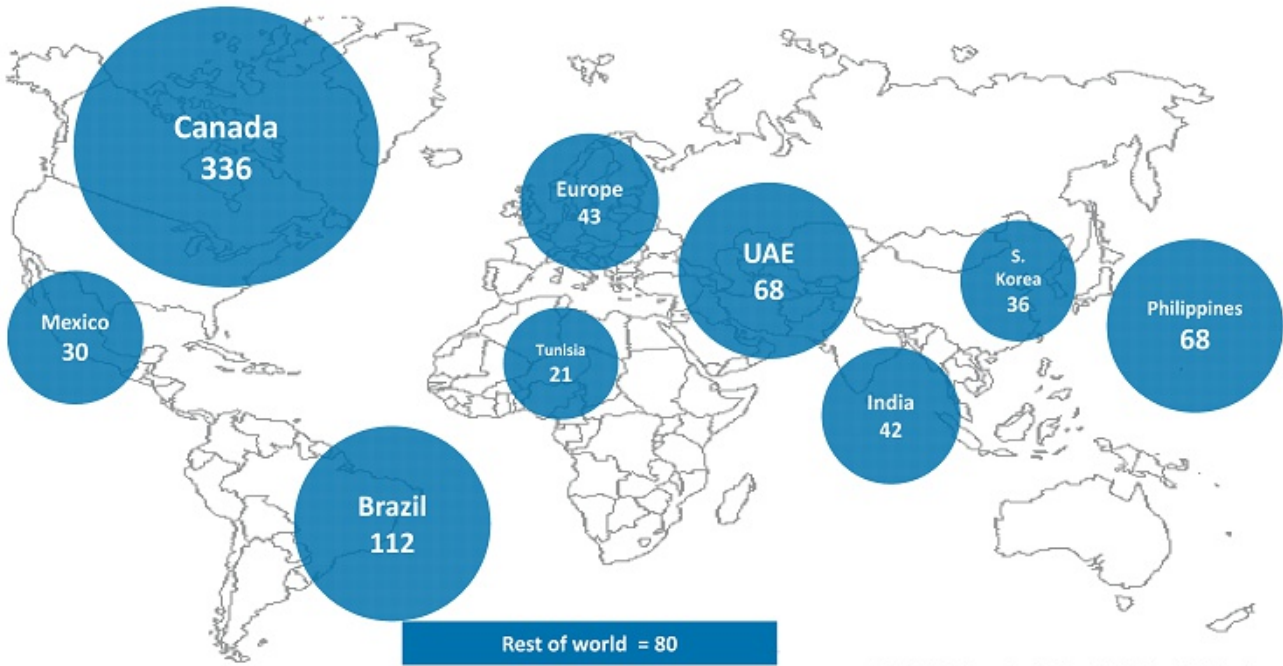 Canada
336
Europe
43
UAE
68
S.
Korea
36
Mexico
30
Tunisia
21
Philippines
68
India
42
Brazil
112
Rest of world = 80